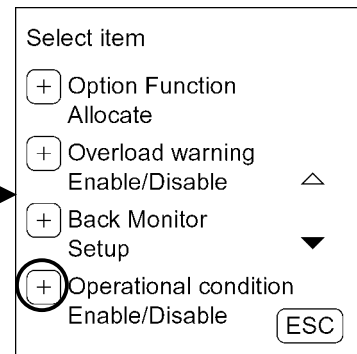 Select item
+ Option Function
Allocate
+ Overload warning
Enable/Disable
+ Back Monitor
Setup
+ Operational condition
Enable/Disable
ESC